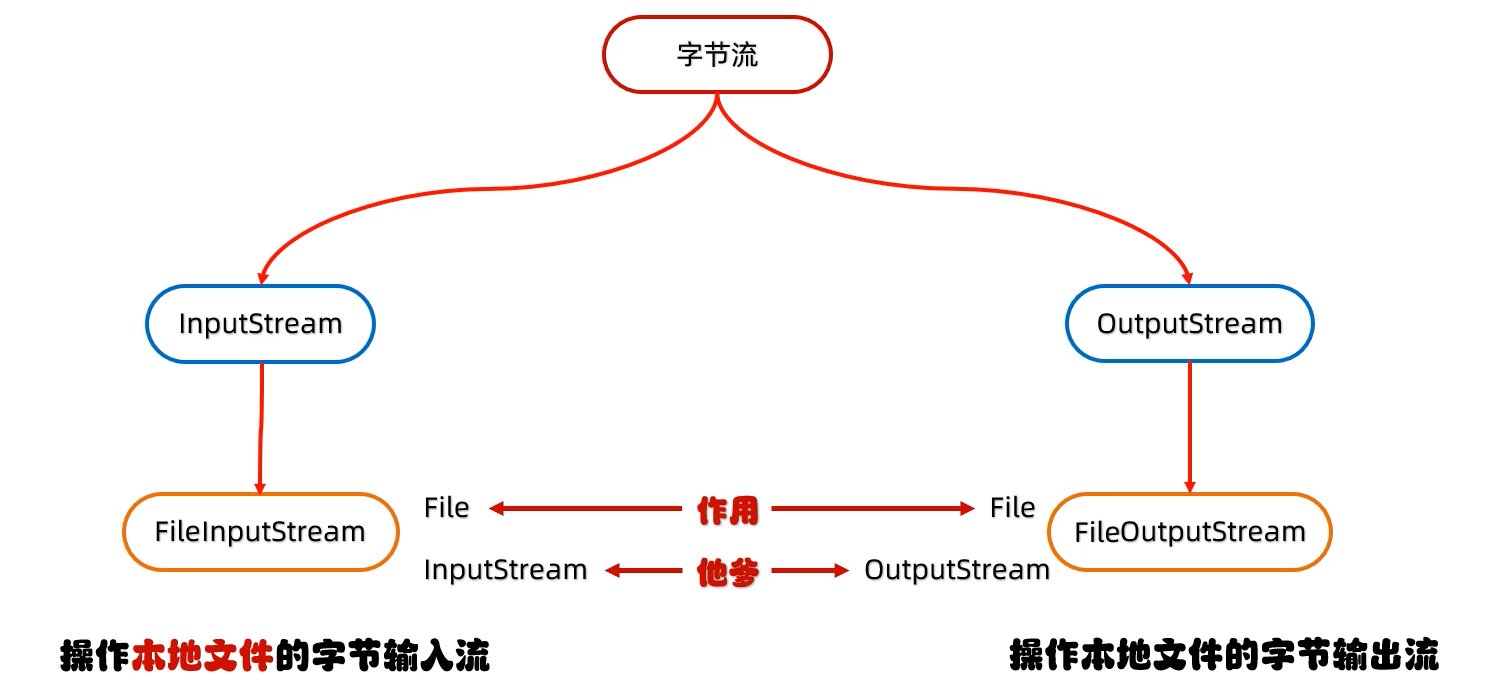 字节流
InputStream
OutputStream
FileInputStream
File
作用
File
FileOutputStream
InputStream
他爹
OutputStream
操作本地文件的字节输入流
操作本地文件的字节输出流